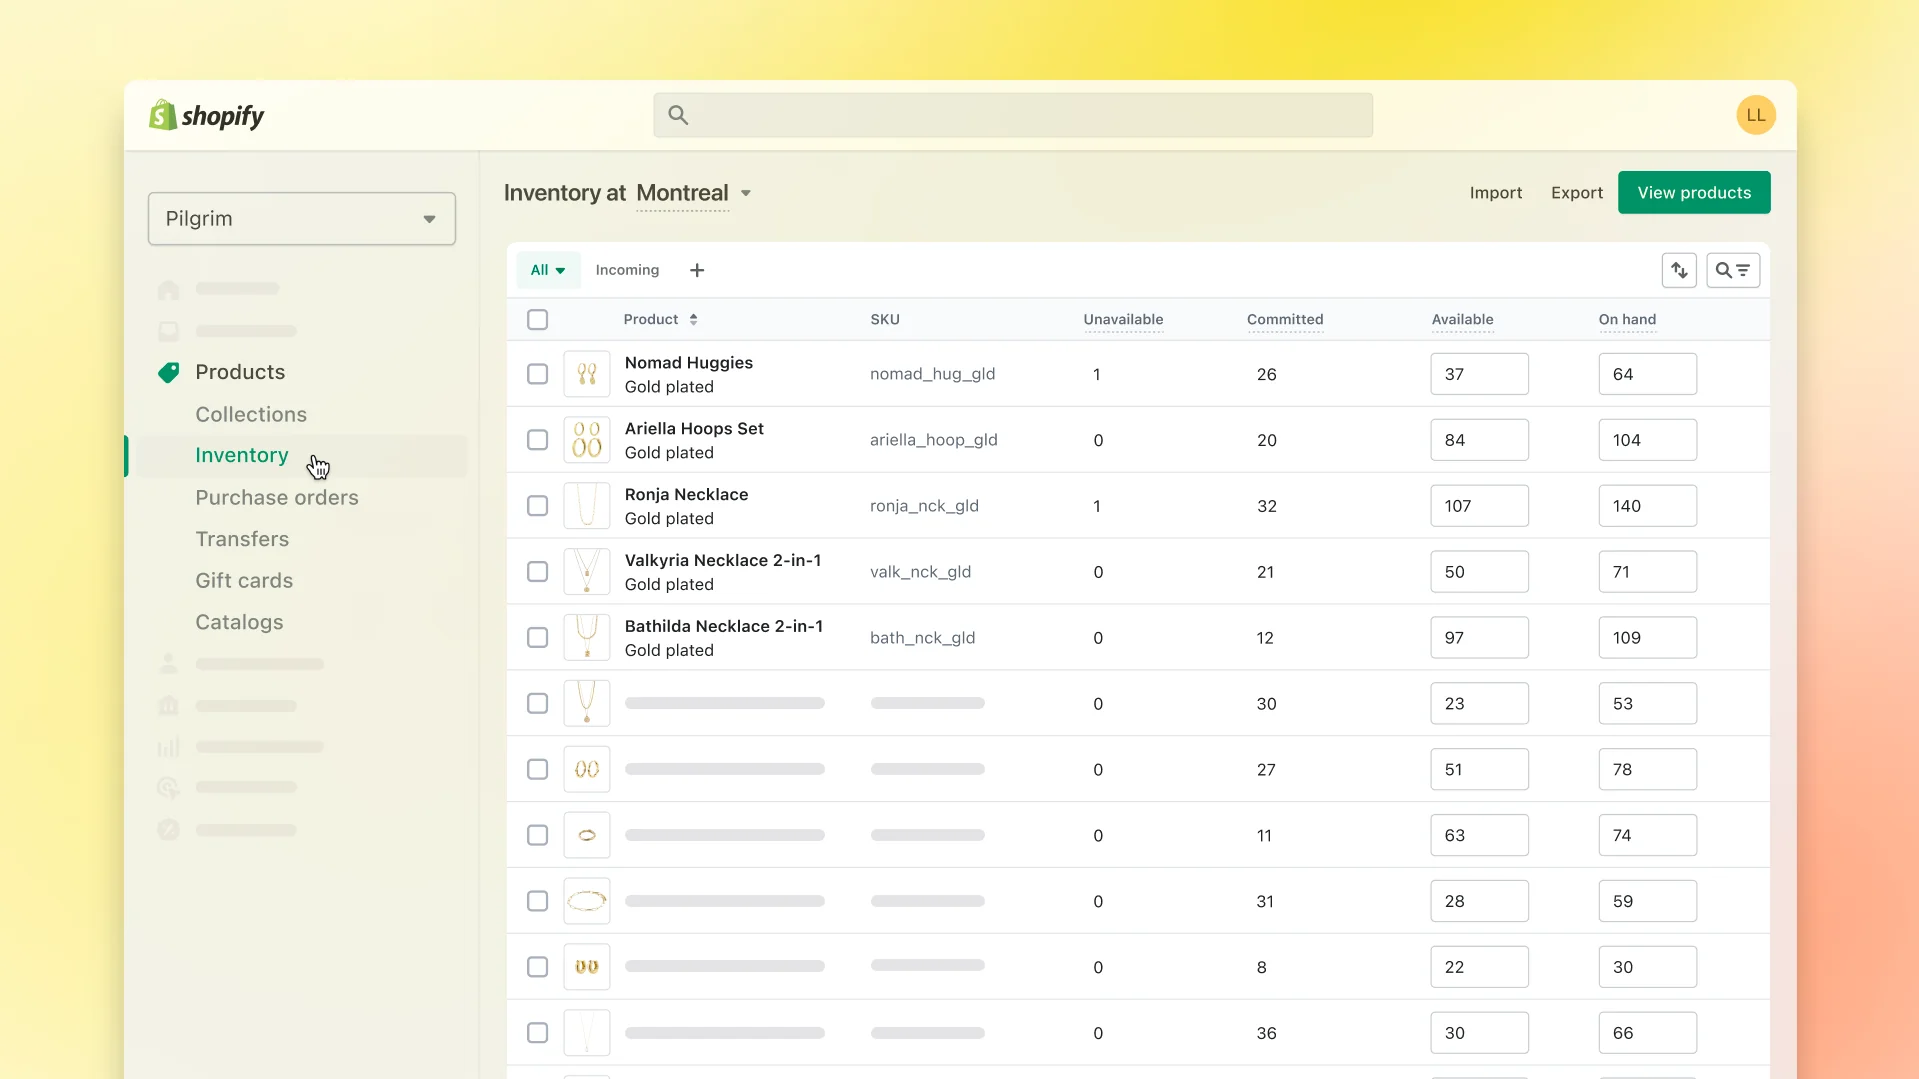 shopify
LL
Pilgrim
Inventory at Montreal
Import Export View products
All Incoming +
Product SKU Unavailable Committed Available On hand
Products
Collections
Inventory
Purchase orders
Transfers
Gift cards
Catalogs
Nomad Huggies
Gold plated
nomad_hug_gld 1 26 37 64
Ariella Hoops Set
Gold plated
ariella_hoop_gld 0 20 84 104
Ronja Necklace
Gold plated
ronja_nck_gld 1 32 107 140
Valkyria Necklace 2-in-1
Gold plated
valk_nck_gld 0 21 50 71
Bathilda Necklace 2-in-1
Gold plated
bath_nck_gld 0 12 97 109
0 30 23 53
0 27 51 78
0 11 63 74
0 31 28 59
0 8 22 30
0 36 30 66